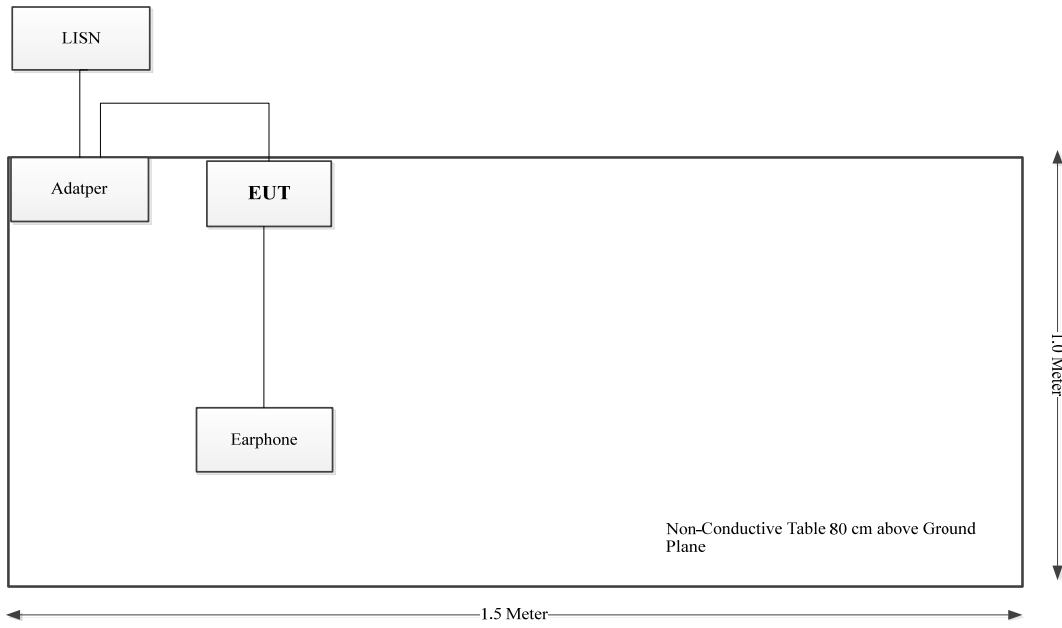 LISN
Adatper
EUT
Earphone
1.0 Meter
Non-Conductive Table 80 cm above Ground
Plane
1.5 Meter